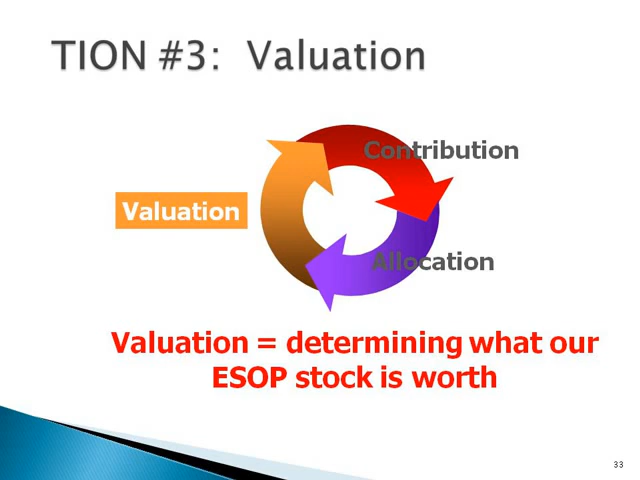 TION #3: Valuation
Contribution
Valuation
Allocation
Valuation = determining what our
ESOP stock is worth
33